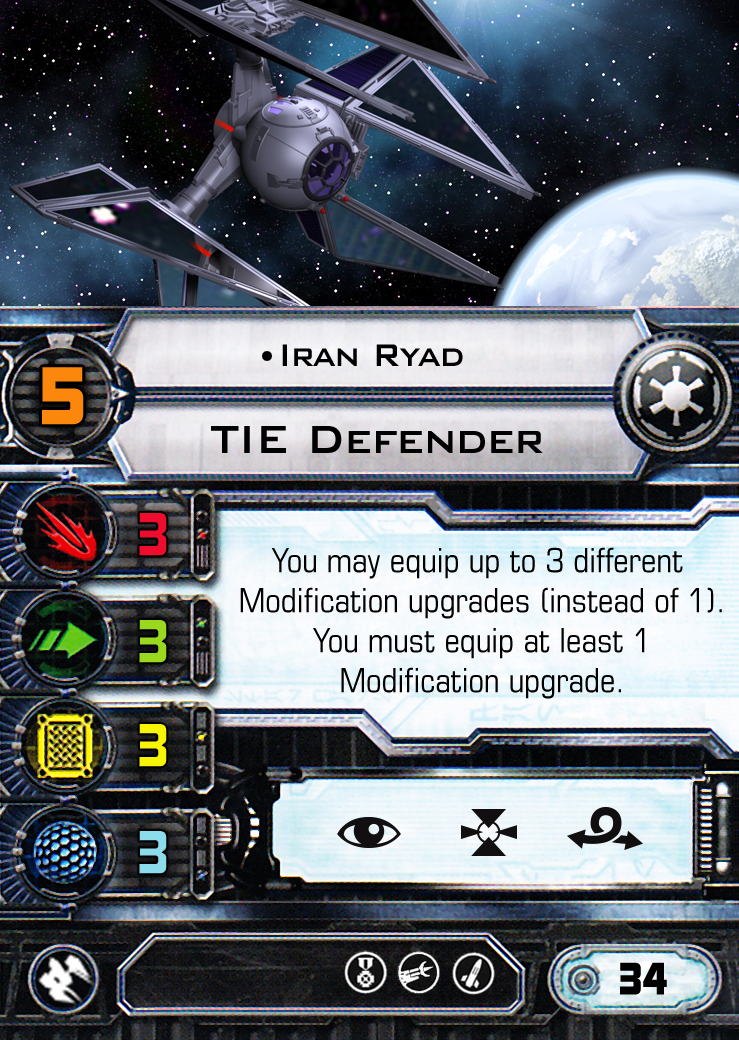 •Iran Ryad
5
TIE Defender
3
You may equip up to 3 different
Modification upgrades (instead of 1).
You must equip at least 1
Modification upgrade.
3
3
3
34